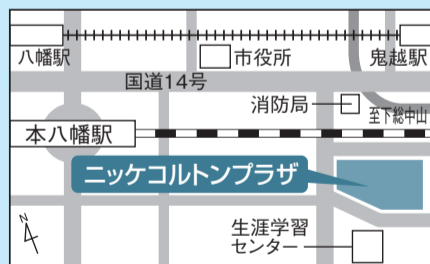 八幡駅
市役所
鬼越駅
国道14号
消防局
至下総中山
本八幡駅
ニッケコルトンプラザ
生涯学習
センター
N